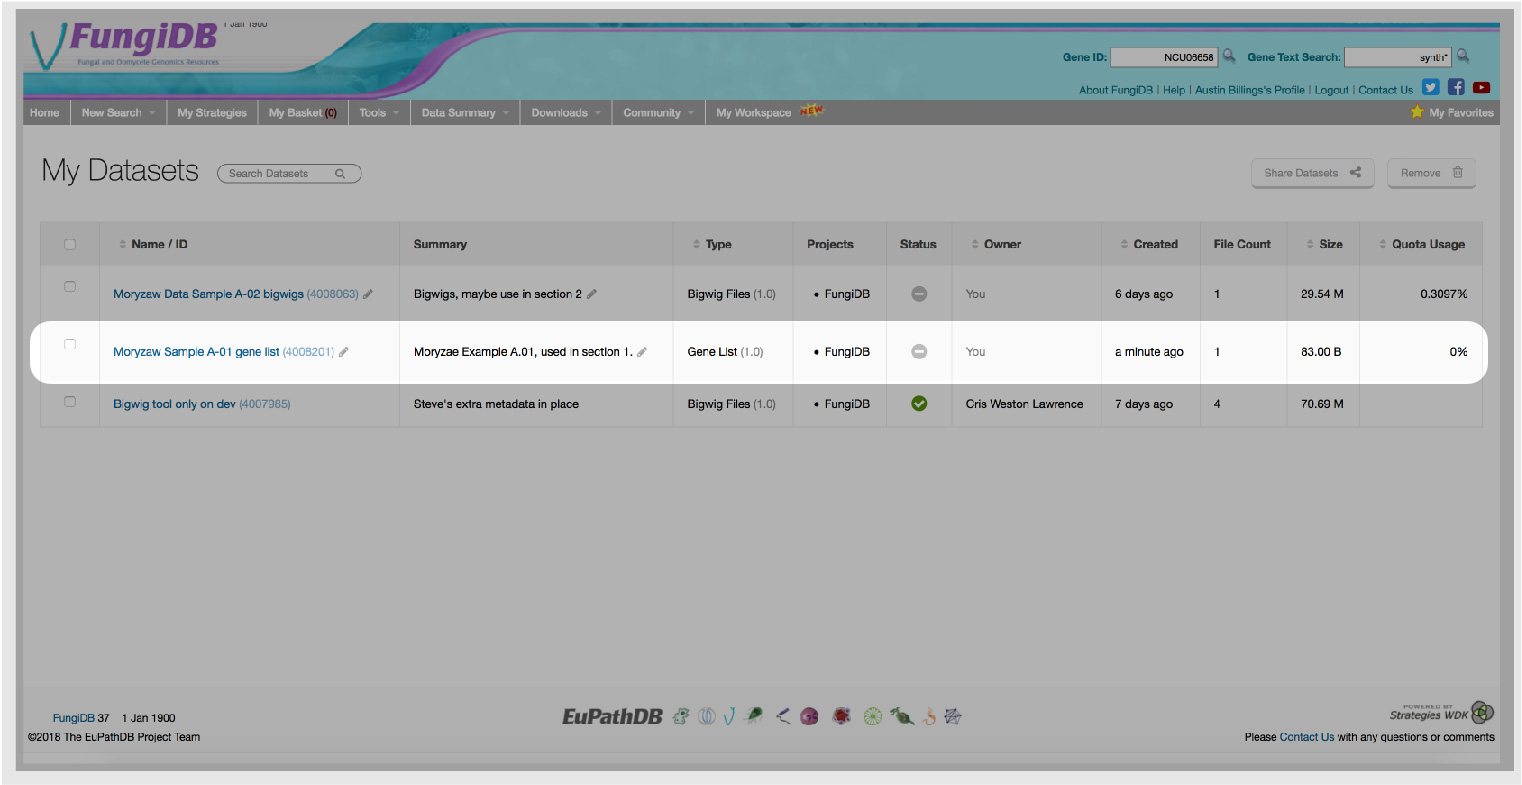 1 Jan 1900
FungiDB
Fungal and Oomycete Genomics Resources
Gene ID: NCU06658 Gene Text Search: synth*
About FungiDB | Help | Austin Billings's Profile | Logout | Contact Us
Home New Search My Strategies My Basket (0) Tools Data Summary Downloads Community My Workspace NEW My Favorites
My Datasets Search Datasets Share Datasets Remove
Name / ID Summary Type Projects Status Owner Created File Count Size Quota Usage
Moryzaw Data Sample A-02 bigwigs (4008063) Bigwigs, maybe use in section 2 Bigwig Files (1.0) • FungiDB You 6 days ago 1 29.54 M 0.3097%
Moryzaw Sample A-01 gene list (4008201) Moryzae Example A.01, used in section 1. Gene List (1.0) • FungiDB You a minute ago 1 83.00 B 0%
Bigwig tool only on dev (4007985) Steve's extra metadata in place Bigwig Files (1.0) • FungiDB Cris Weston Lawrence 7 days ago 4 70.69 M
FungiDB 37 1 Jan 1900
©2018 The EuPathDB Project Team
EuPathDB
POWERED BY
Strategies WDK
Please Contact Us with any questions or comments